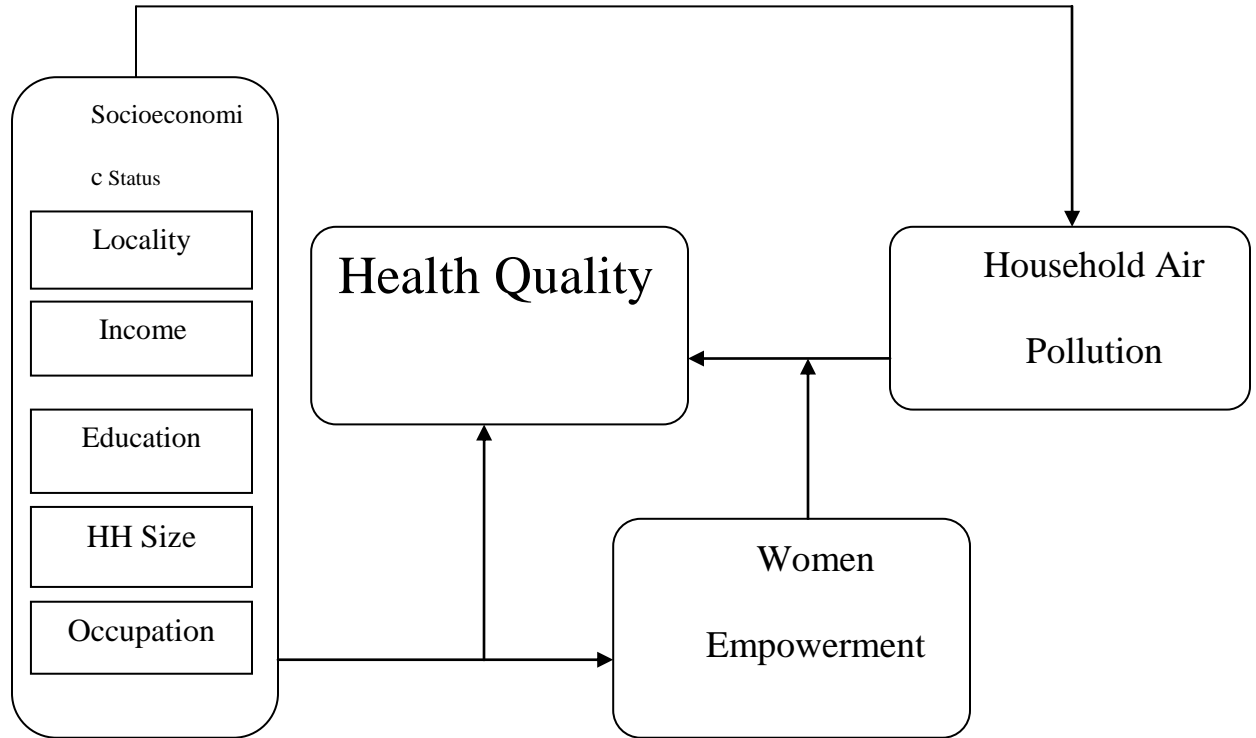 Socioeconomi
c Status
Locality
Income
Education
HH Size
Occupation
Health Quality
Household Air
Pollution
Women
Empowerment